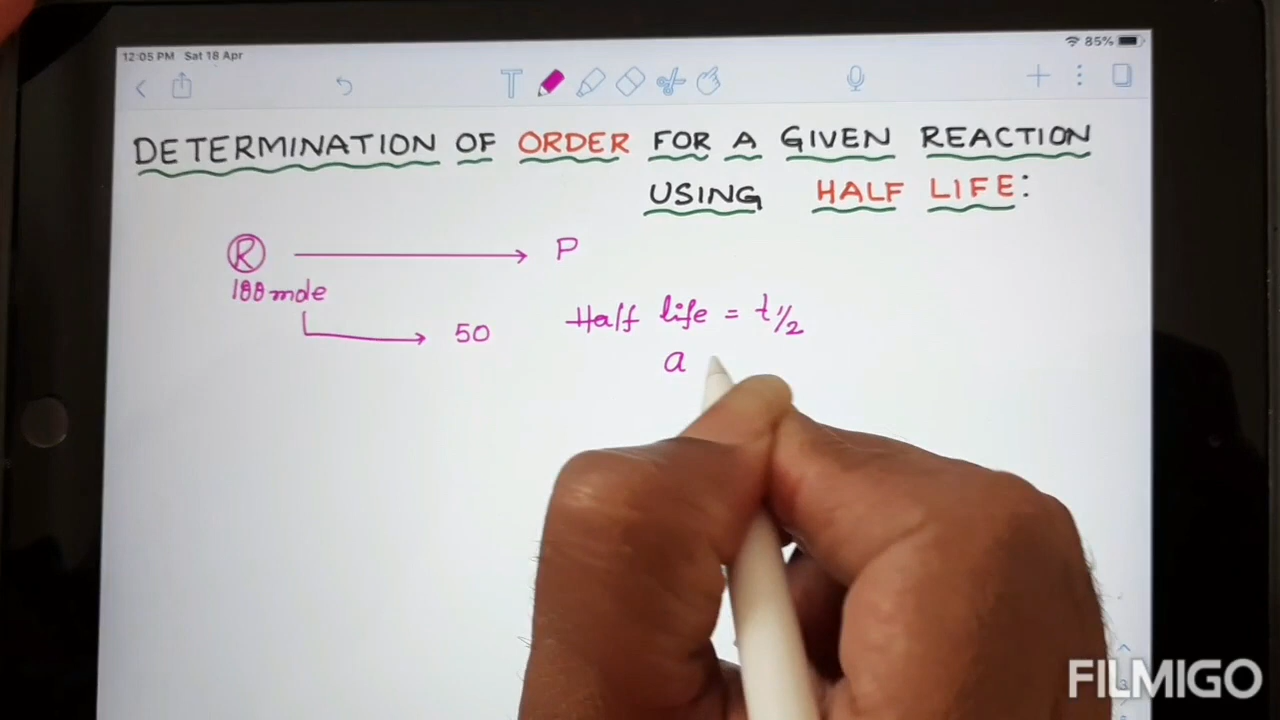 12:05 PM Sat 18 Apr
85%
T
DETERMINATION OF ORDER FOR A GIVEN REACTION
USING HALF LIFE:
R → P
100 mole
50
Half life = t1/2
a
FILMIGO